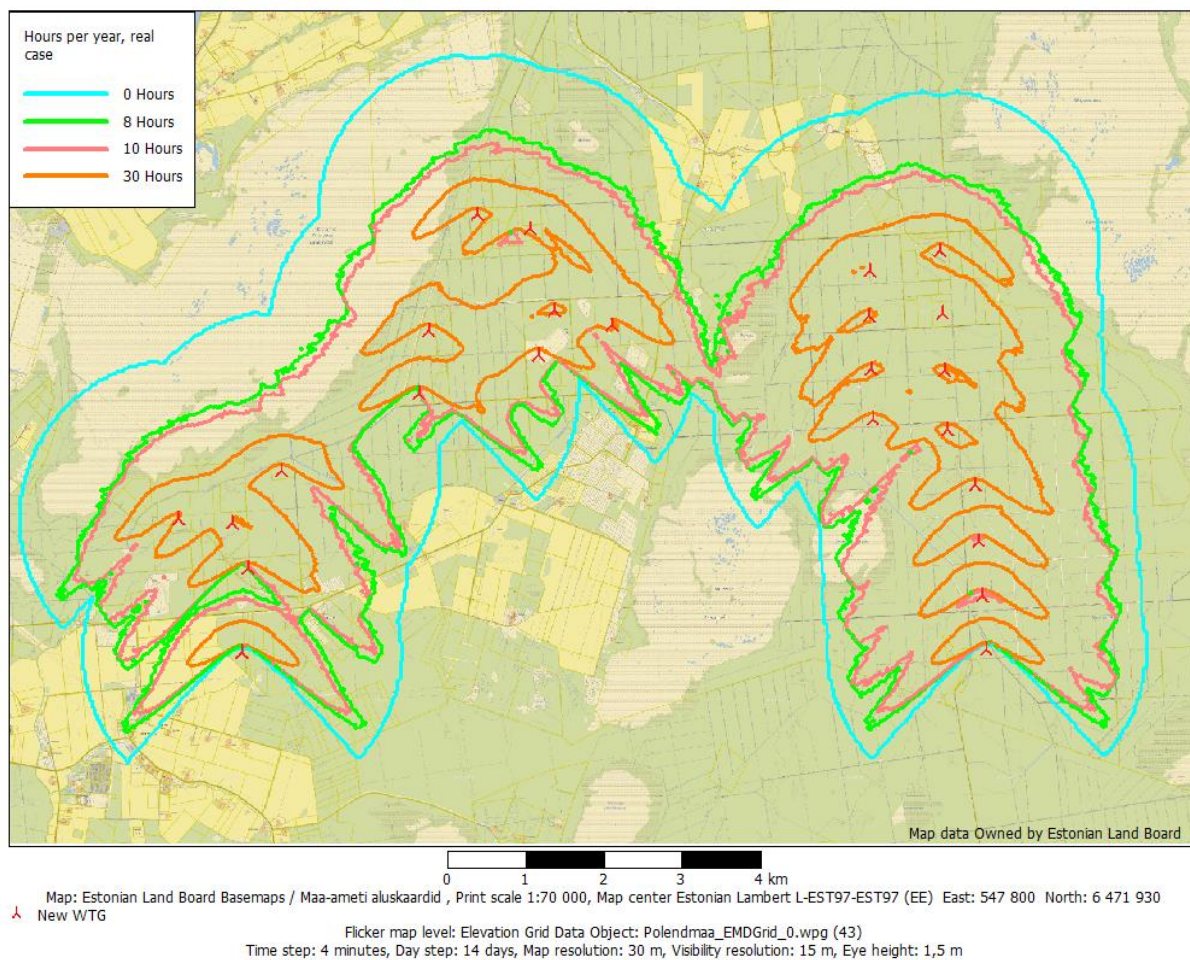 Hours per year, real
case
0 Hours
8 Hours
10 Hours
30 Hours
Map data Owned by Estonian Land Board
0 1 2 3 4 km
Map: Estonian Land Board Basemaps / Maa-ameti aluskaardid , Print scale 1:70 000, Map center Estonian Lambert L-EST97-EST97 (EE) East: 547 800 North: 6 471 930
New WTG
Flicker map level: Elevation Grid Data Object: Polendmaa_EMDGrid_0.wpg (43)
Time step: 4 minutes, Day step: 14 days, Map resolution: 30 m, Visibility resolution: 15 m, Eye height: 1,5 m